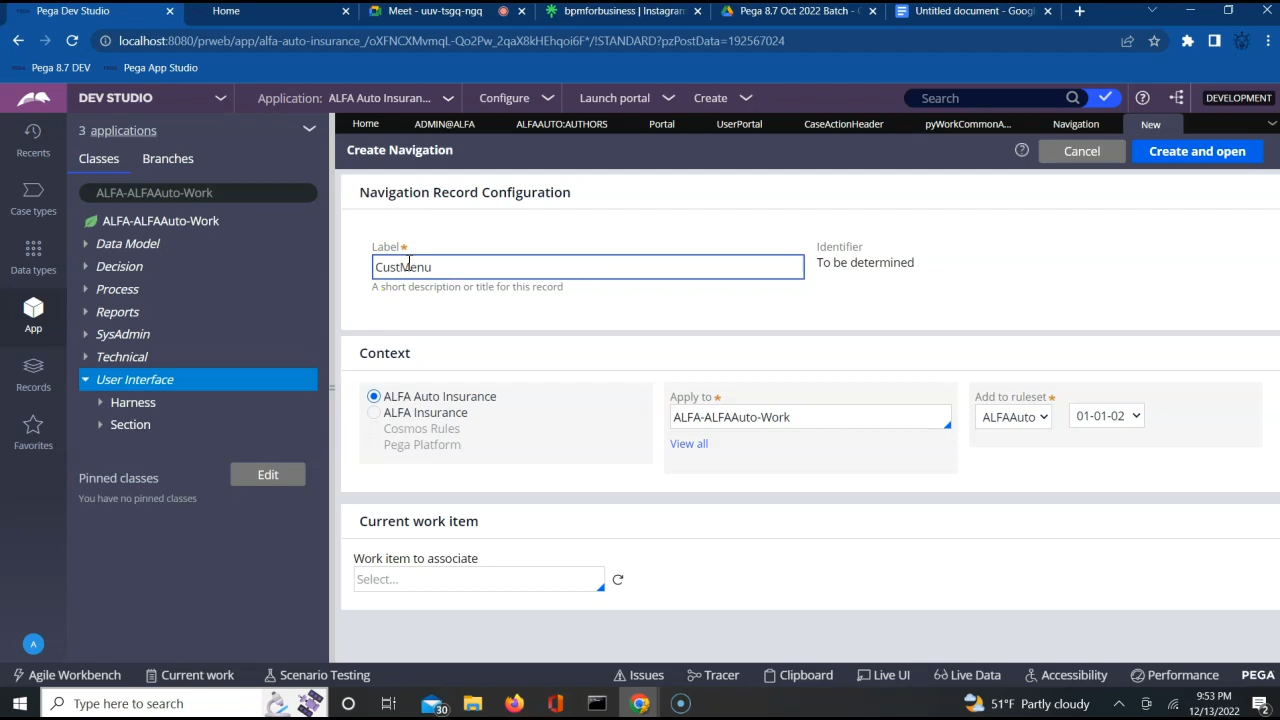 Pega Dev Studio
Home
Meet - uuv-tsgq-ngq
bpmforbusiness | Instagram
Pega 8.7 Oct 2022 Batch -
Untitled document - Googl
localhost:8080/prweb/app/alfa-auto-insurance_/oXFNCXMvmqL-Qo2Pw_2qaX8kHEhqoi6F*/!STANDARD?pzPostData=192567024
Pega 8.7 DEV
Pega App Studio
DEV STUDIO
Application: ALFA Auto Insuran...
Configure
Launch portal
Create
Search
DEVELOPMENT
Recents
Case types
Data types
App
Records
Favorites
A
3 applications
Classes
Branches
ALFA-ALFAAuto-Work
ALFA-ALFAAuto-Work
Data Model
Decision
Process
Reports
SysAdmin
Technical
User Interface
Harness
Section
Pinned classes
Edit
You have no pinned classes
Home
ADMIN@ALFA
ALFAAUTO:AUTHORS
Portal
UserPortal
CaseActionHeader
pyWorkCommonA...
Navigation
New
Create Navigation
Cancel
Create and open
Navigation Record Configuration
Label★
CustMenu
A short description or title for this record
Identifier
To be determined
Context
ALFA Auto Insurance
ALFA Insurance
Cosmos Rules
Pega Platform
Apply to ★
ALFA-ALFAAuto-Work
View all
Add to ruleset★
ALFAAuto
01-01-02
Current work item
Work item to associate
Select...
Agile Workbench
Current work
Scenario Testing
Issues
Tracer
Clipboard
Live UI
Live Data
Accessibility
Performance
PEGA
Type here to search
30
51°F Partly cloudy
9:53 PM
12/13/2022
2